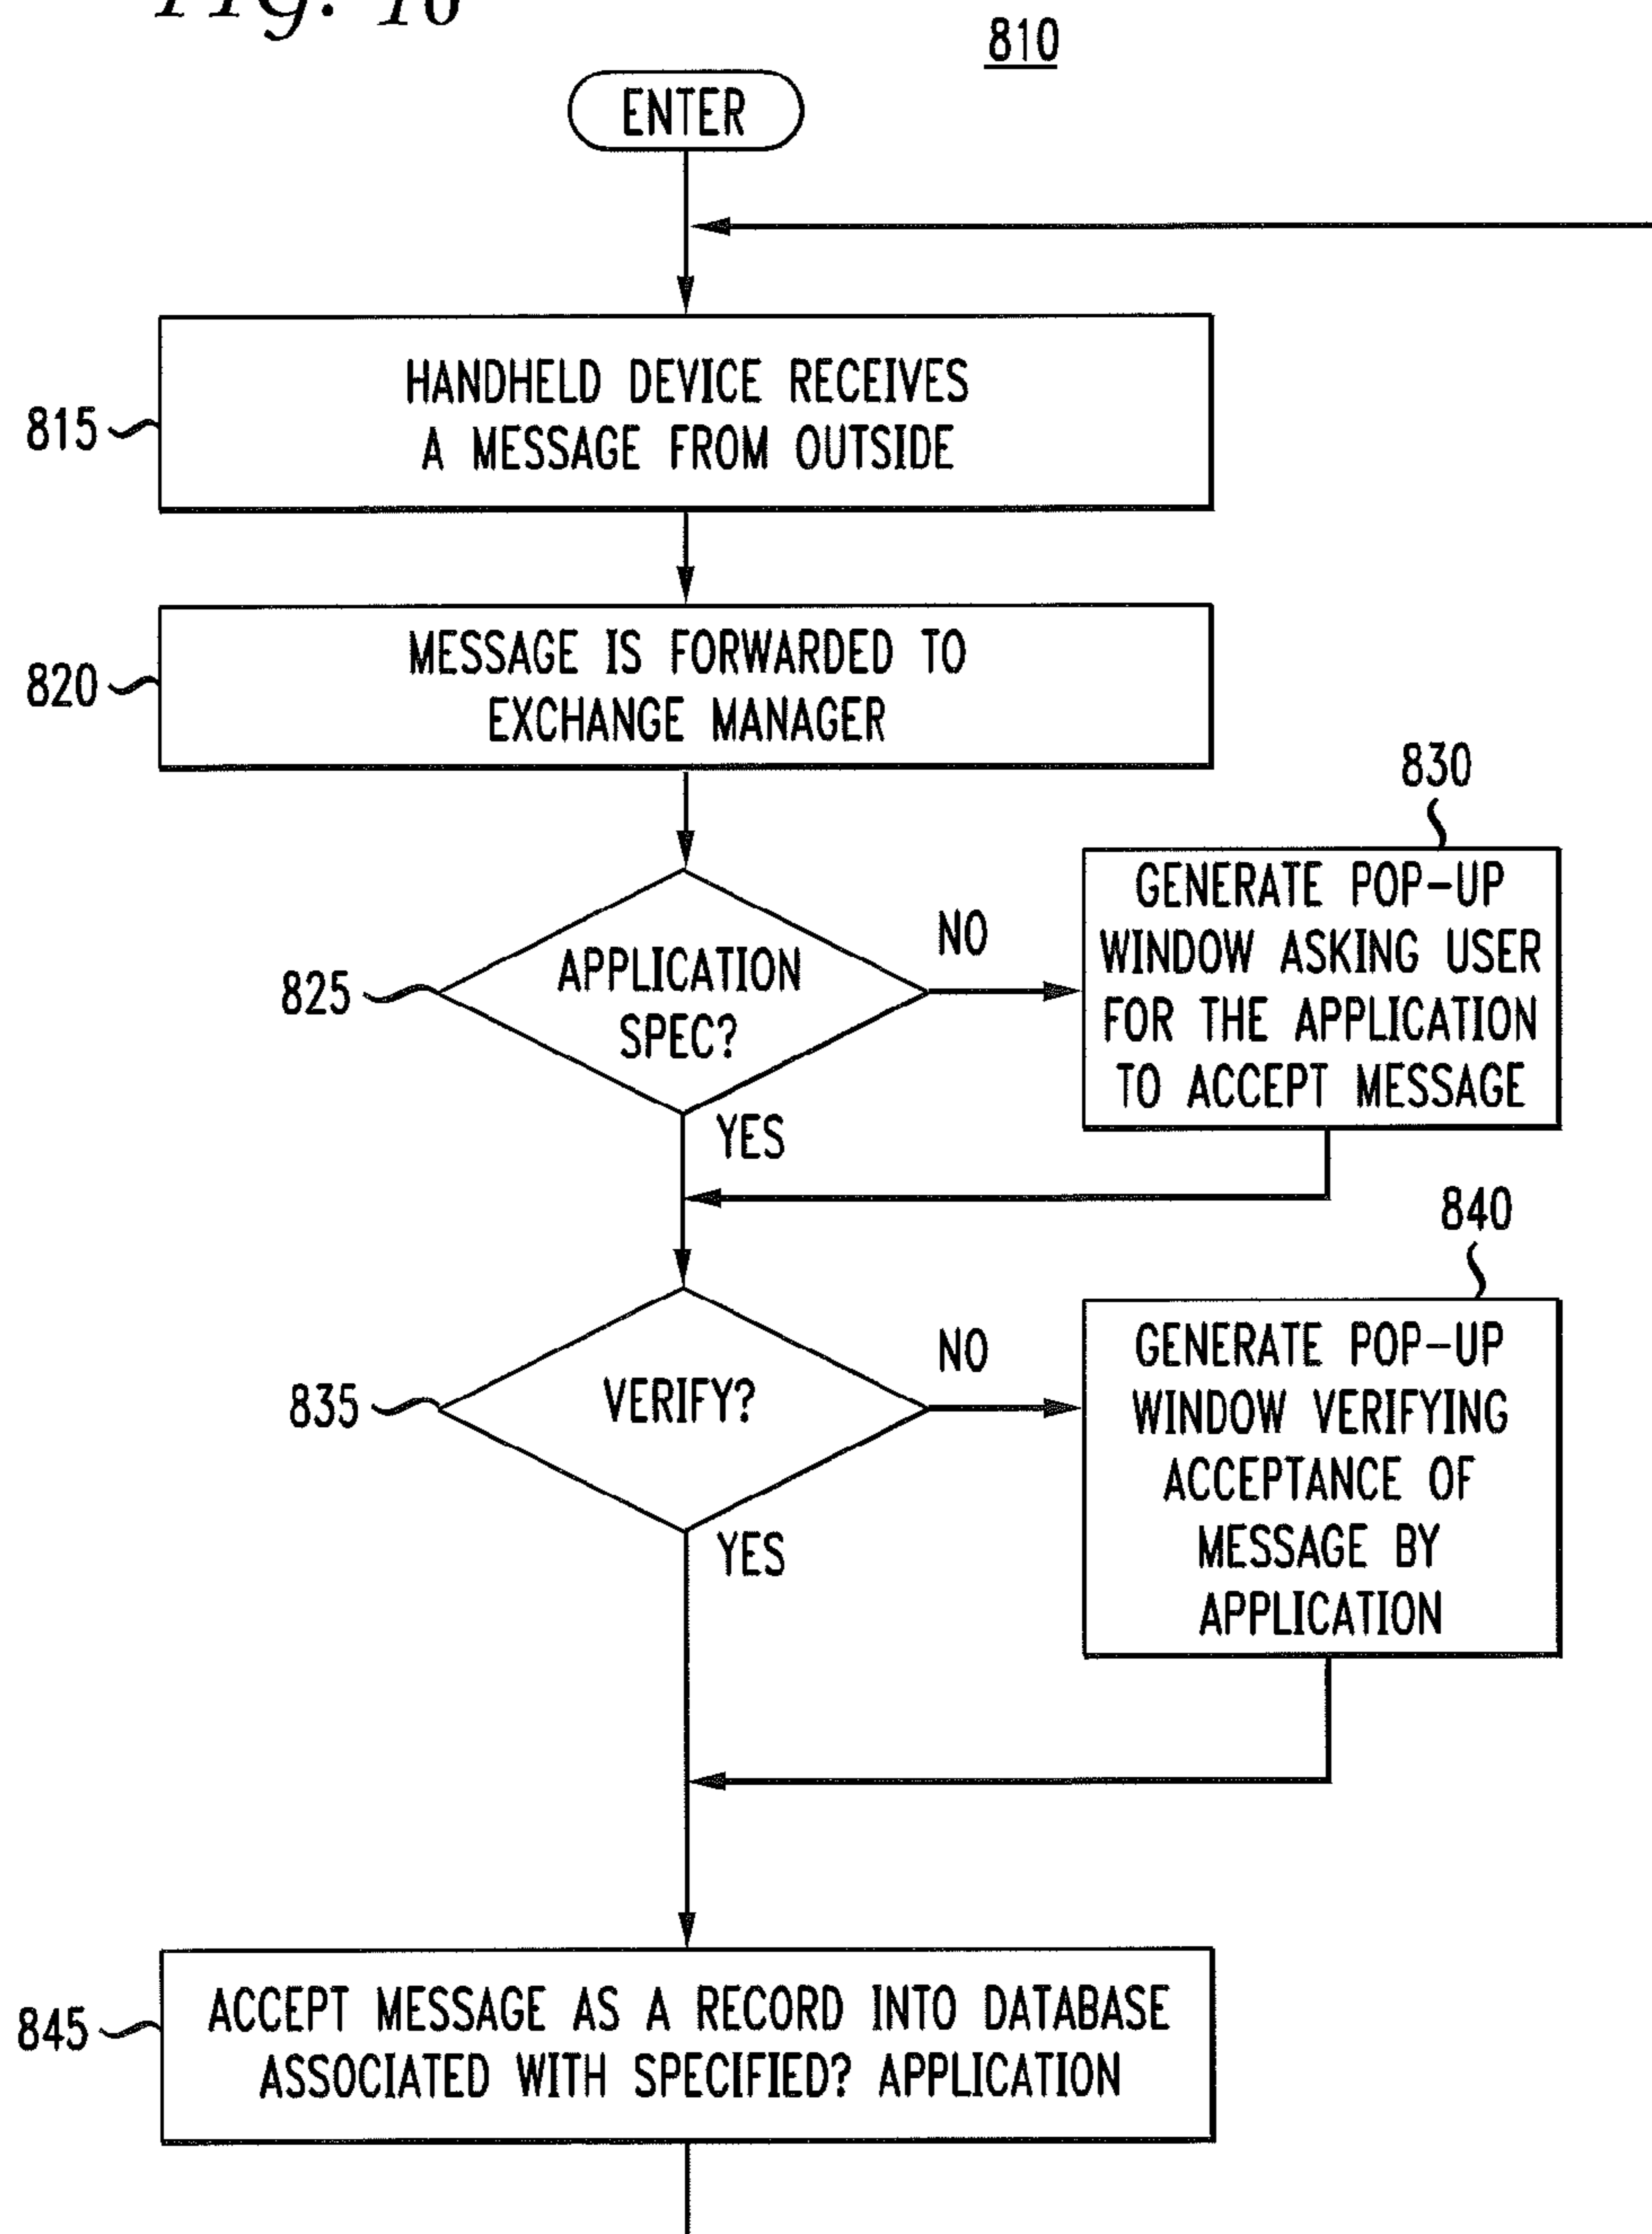 FIG. 10
810
ENTER
HANDHELD DEVICE RECEIVES
A MESSAGE FROM OUTSIDE
815
MESSAGE IS FORWARDED TO
EXCHANGE MANAGER
820
830
GENERATE POP-UP
WINDOW ASKING USER
FOR THE APPLICATION
TO ACCEPT MESSAGE
NO
APPLICATION
SPEC?
825
YES
840
GENERATE POP-UP
WINDOW VERIFYING
ACCEPTANCE OF
MESSAGE BY
APPLICATION
NO
VERIFY?
835
YES
ACCEPT MESSAGE AS A RECORD INTO DATABASE
ASSOCIATED WITH SPECIFIED? APPLICATION
845